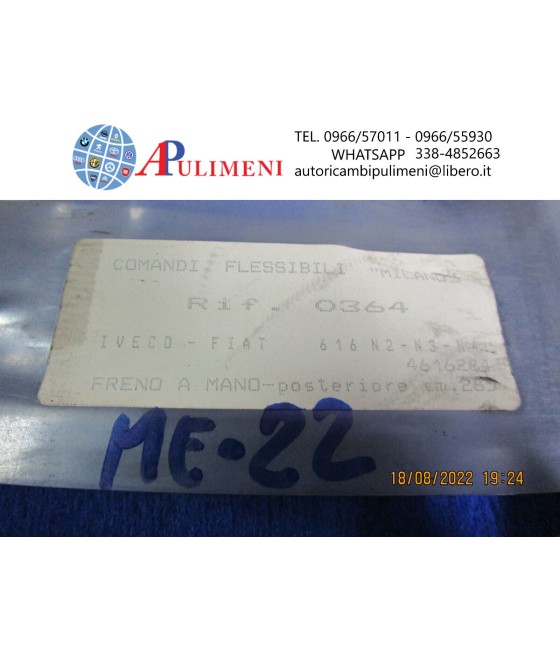 TEL. 0966/57011 - 0966/55930
WHATSAPP 338-4852663
autoricambipulimeni@libero.it
APULIMENI
COMANDI FLESSIBILI "MILANO"
Rif. 0364
IVECO - FIAT 616 N2-N3-
FRENO A MANO-posteriore cm.
ME-22
18/08/2022 19:24